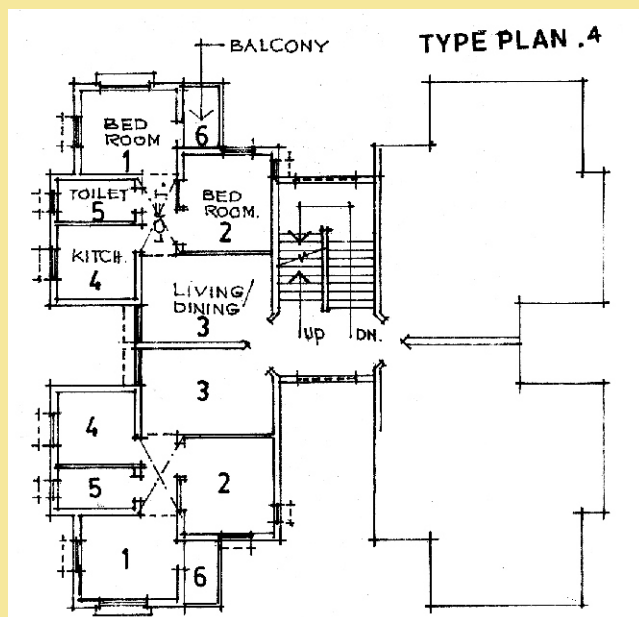 TYPE PLAN .4
BALCONY
BED
ROOM
1
6
BED
ROOM.
2
TOILET
5
KITCH.
4
LIVING/
DINING
3
UP
DN.
3
4
5
2
1
6